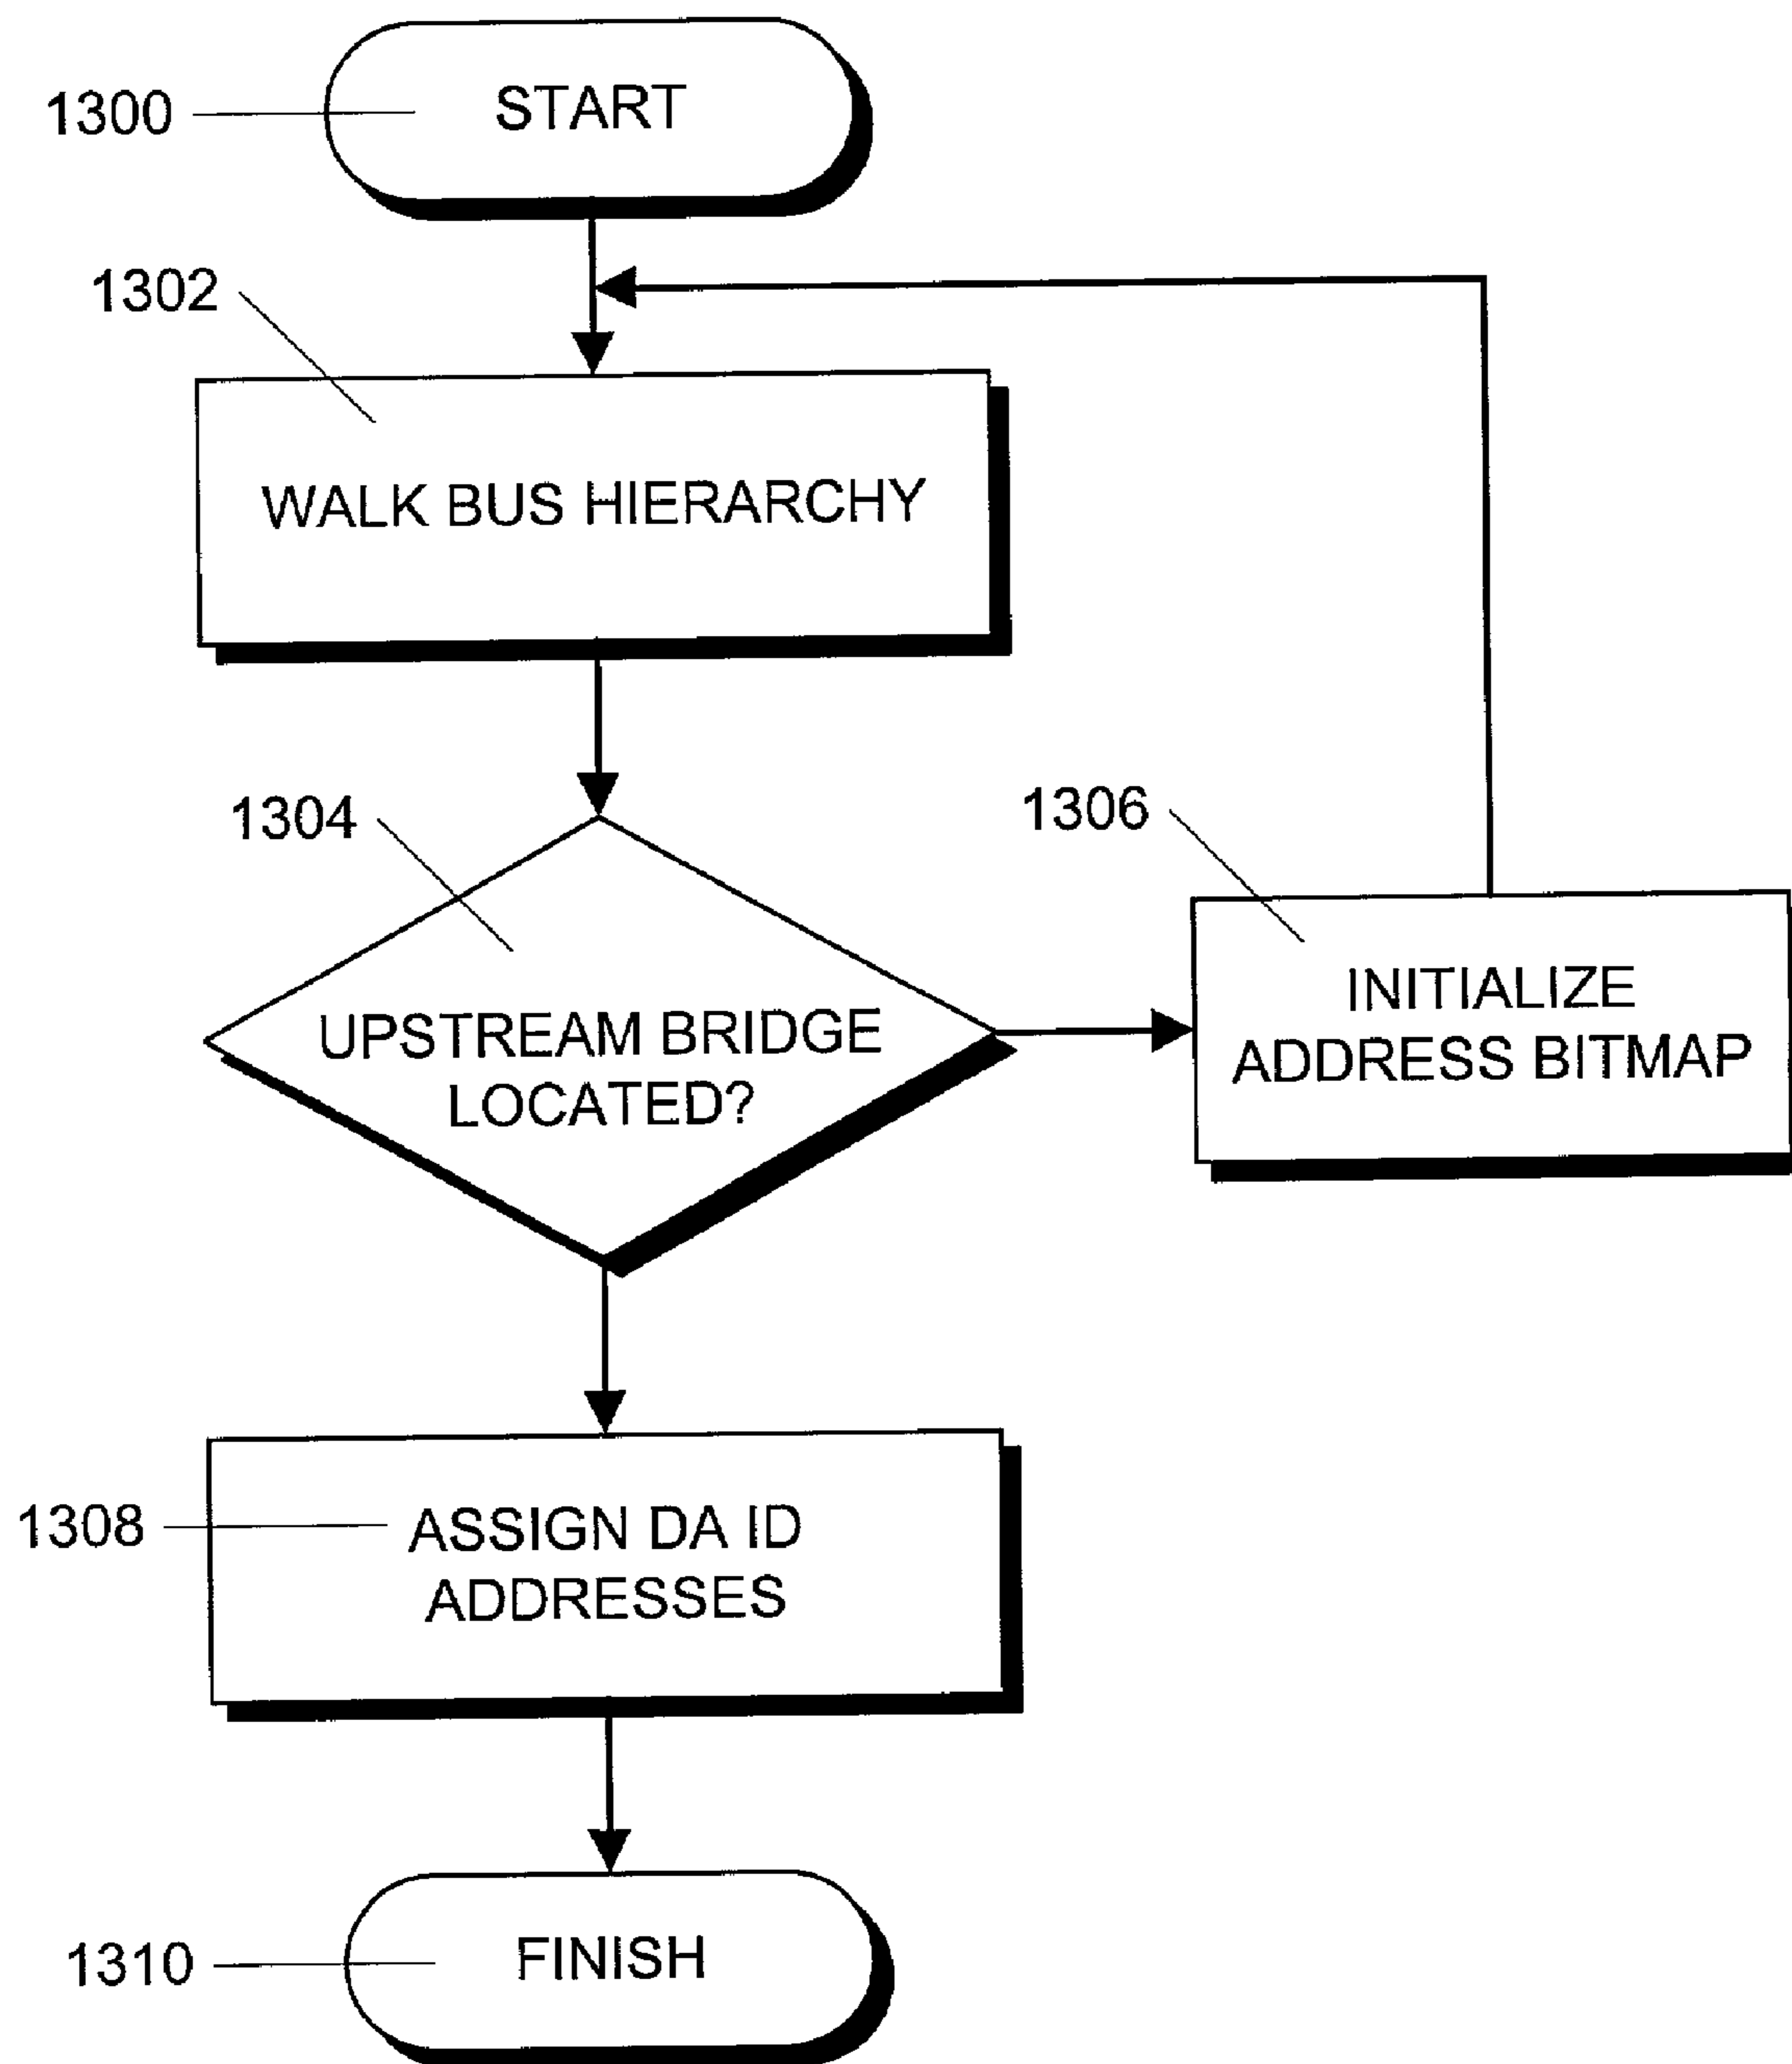 1300
START
1302
WALK BUS HIERARCHY
1304
UPSTREAM BRIDGE
LOCATED?
1306
INITIALIZE
ADDRESS BITMAP
1308
ASSIGN DA ID
ADDRESSES
1310
FINISH